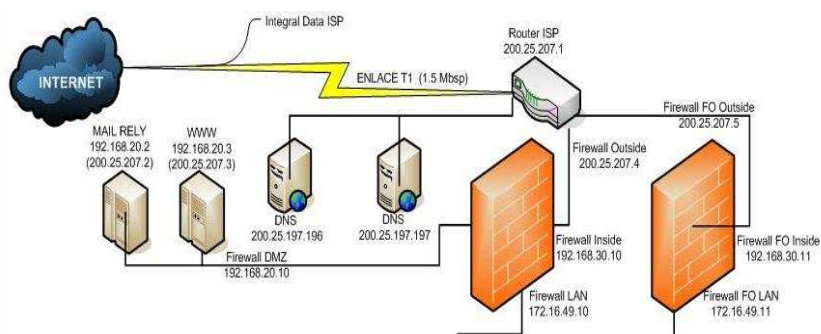 Integral Data ISP
Router ISP
200.25.207.1
INTERNET
ENLACE T1 (1.5 Mbsp)
MAIL RELY
192.168.20.2
(200.25.207.2)
WWW
192.168.20.3
(200.25.207.3)
Firewall FO Outside
200.25.207.5
Firewall Outside
200.25.207.4
DNS
200.25.197.196
DNS
200.25.197.197
Firewall DMZ
192.168.20.10
Firewall Inside
192.168.30.10
Firewall FO Inside
192.168.30.11
Firewall LAN
172.16.49.10
Firewall FO LAN
172.16.49.11